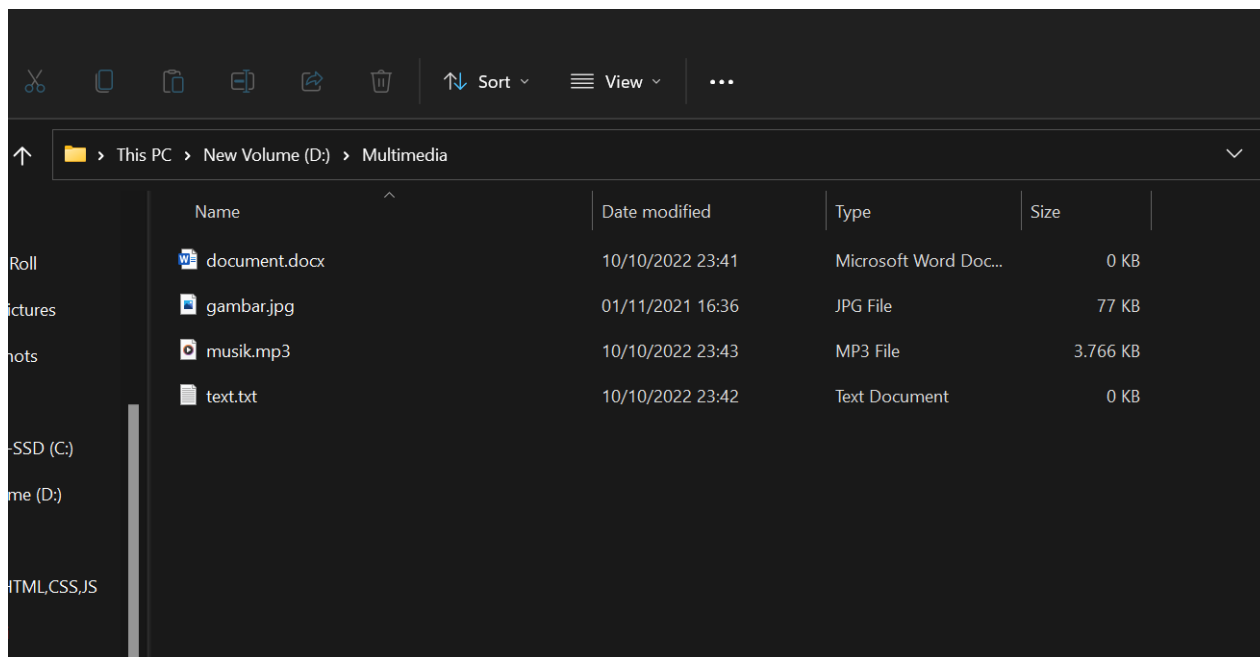 Sort View
This PC > New Volume (D:) > Multimedia
Name Date modified Type Size
Roll
document.docx 10/10/2022 23:41 Microsoft Word Doc... 0 KB
ictures
gambar.jpg 01/11/2021 16:36 JPG File 77 KB
hots
musik.mp3 10/10/2022 23:43 MP3 File 3.766 KB
text.txt 10/10/2022 23:42 Text Document 0 KB
-SSD (C:)
me (D:)
HTML,CSS,JS